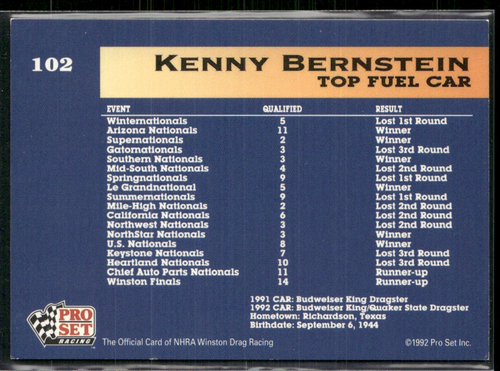 102
KENNY BERNSTEIN
TOP FUEL CAR
EVENT QUALIFIED RESULT
Winternationals 5 Lost 1st Round
Arizona Nationals 11 Winner
Supernationals 2 Winner
Gatornationals 3 Lost 3rd Round
Southern Nationals 3 Winner
Mid-South Nationals 4 Lost 2nd Round
Springnationals 9 Lost 1st Round
Le Grandnational 5 Winner
Summernationals 9 Lost 1st Round
Mile-High Nationals 2 Lost 2nd Round
California Nationals 6 Lost 2nd Round
Northwest Nationals 3 Lost 2nd Round
NorthStar Nationals 3 Winner
U.S. Nationals 8 Winner
Keystone Nationals 7 Lost 3rd Round
Heartland Nationals 10 Lost 3rd Round
Chief Auto Parts Nationals 11 Runner-up
Winston Finals 14 Runner-up
1991 CAR: Budweiser King Dragster
1992 CAR: Budweiser King/Quaker State Dragster
Hometown: Richardson, Texas
Birthdate: September 6, 1944
PRO SET RACING
The Official Card of NHRA Winston Drag Racing
©1992 Pro Set Inc.